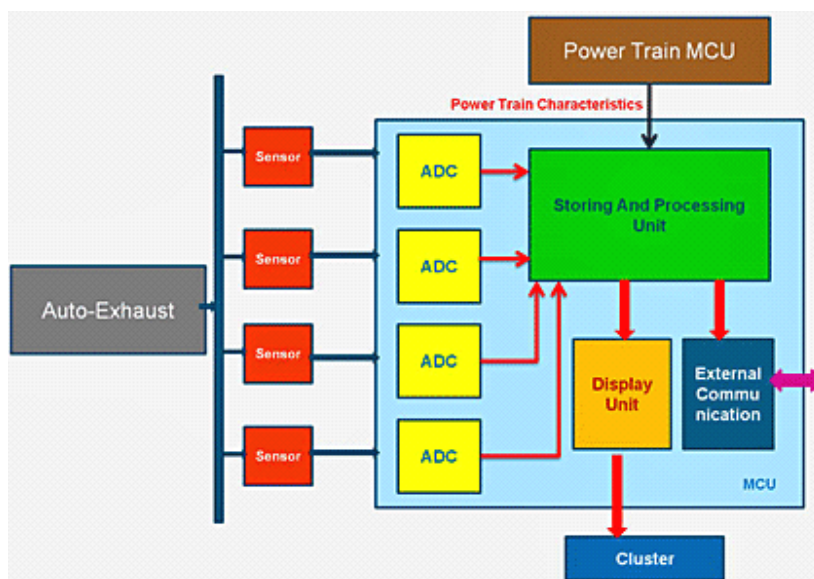 Power Train MCU
Power Train Characteristics
Sensor
ADC
Storing And Processing
Unit
Sensor
ADC
Auto-Exhaust
Sensor
ADC
Display
Unit
External
Commu
nication
Sensor
ADC
MCU
Cluster